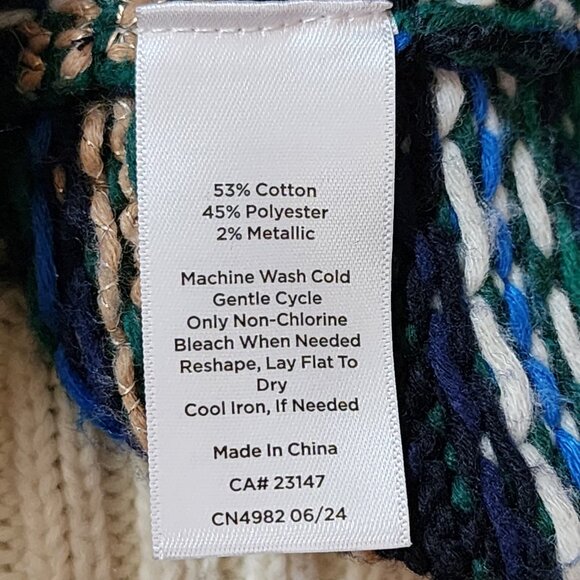 53% Cotton
45% Polyester
2% Metallic
Machine Wash Cold
Gentle Cycle
Only Non-Chlorine
Bleach When Needed
Reshape, Lay Flat To
Dry
Cool Iron, If Needed
Made In China
CA# 23147
CN4982 06/24